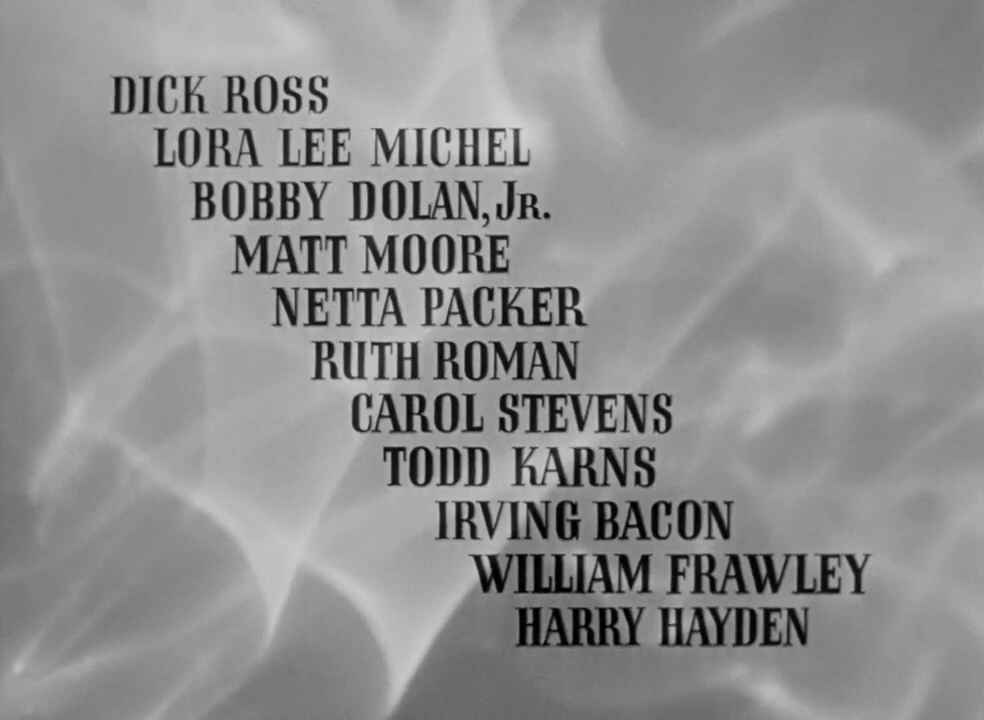 DICK ROSS
LORA LEE MICHEL
BOBBY DOLAN, JR.
MATT MOORE
NETTA PACKER
RUTH ROMAN
CAROL STEVENS
TODD KARNS
IRVING BACON
WILLIAM FRAWLEY
HARRY HAYDEN